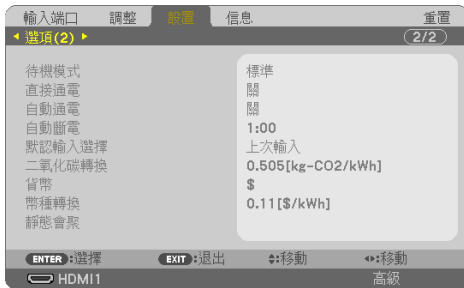 輸入端口 調整 設置 信息 重置
選項(2) 2/2
待機模式 標準
直接通電 關
自動通電 關
自動斷電 1:00
默認輸入選擇 上次輸入
二氧化碳轉換 0.505[kg-CO2/kWh]
貨幣 $
幣種轉換 0.11[$/kWh]
靜態會聚
ENTER:選擇 EXIT:退出 :移動 :移動
HDMI1 高級